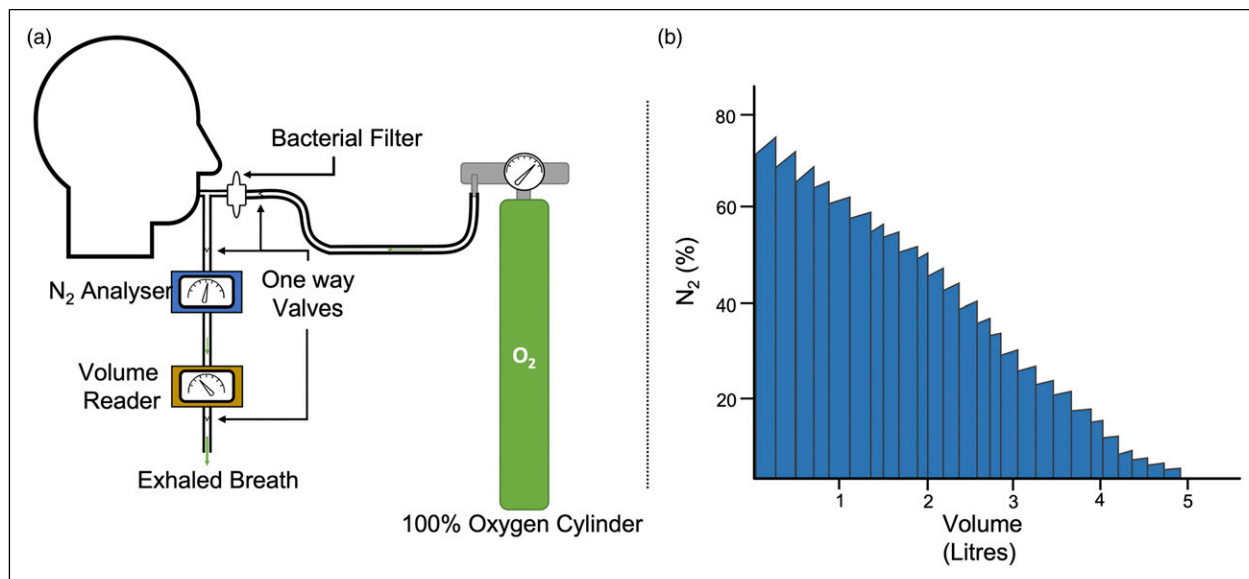 (a)
Bacterial Filter
N₂ Analyser
One way
Valves
Volume
Reader
O₂
Exhaled Breath
100% Oxygen Cylinder
(b)
N₂ (%)
80
60
40
20
1 2 3 4 5
Volume
(Litres)